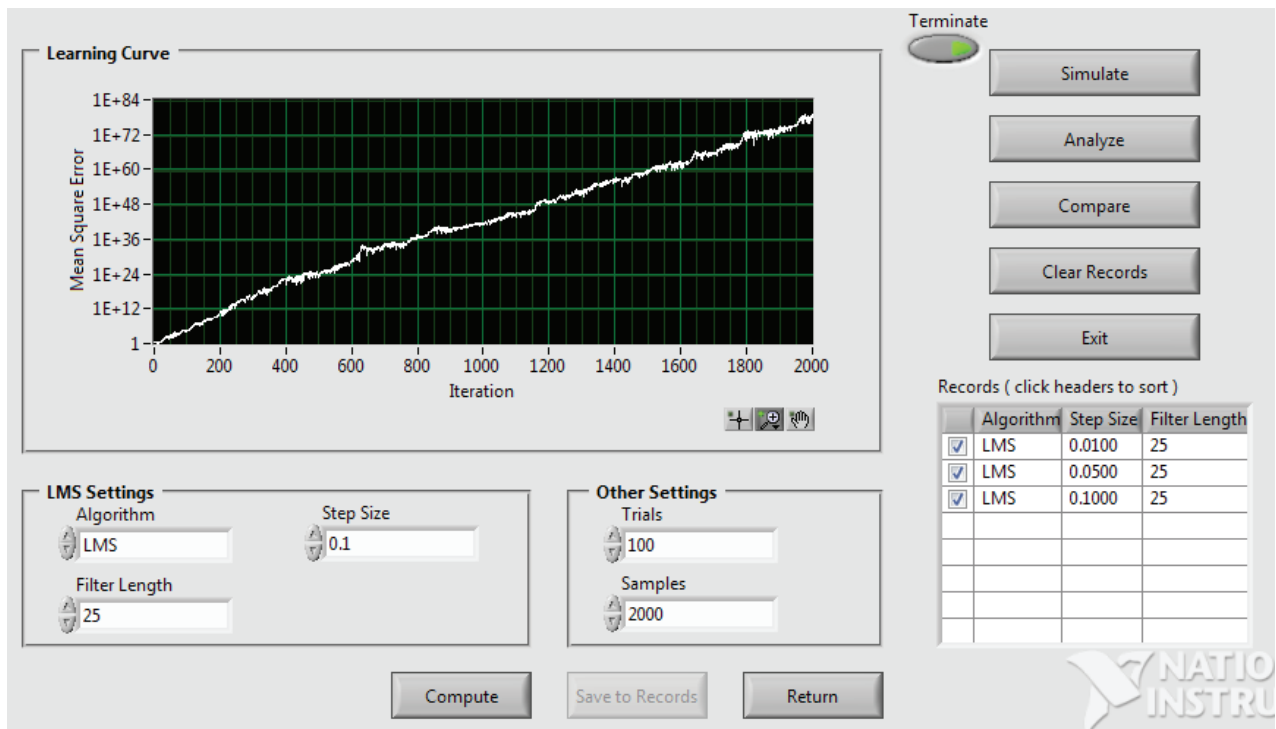 Terminate
Learning Curve
Simulate
Analyze
Compare
Clear Records
Exit
Mean Square Error
1E+84
1E+72
1E+60
1E+48
1E+36
1E+24
1E+12
1
0 200 400 600 800 1000 1200 1400 1600 1800 2000
Iteration
Records ( click headers to sort )
Algorithm Step Size Filter Length
LMS 0.0100 25
LMS 0.0500 25
LMS 0.1000 25
LMS Settings
Algorithm
LMS
Step Size
0.1
Filter Length
25
Other Settings
Trials
100
Samples
2000
Compute Save to Records Return
NATIO
INSTRU